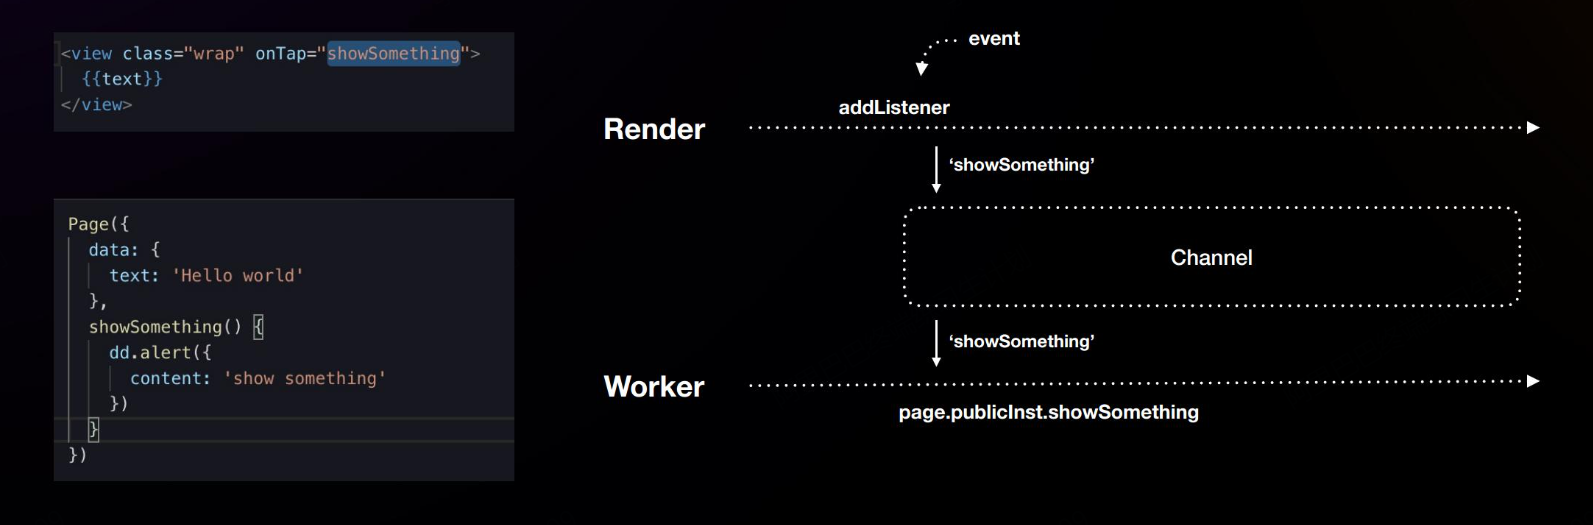 <view class="wrap" onTap="showSomething">
{{text}}
</view>
Page({
data: {
text: 'Hello world'
},
showSomething() {
dd.alert({
content: 'show something'
})
}
})
event
addListener
Render
‘showSomething’
Channel
‘showSomething’
Worker
page.publicInst.showSomething